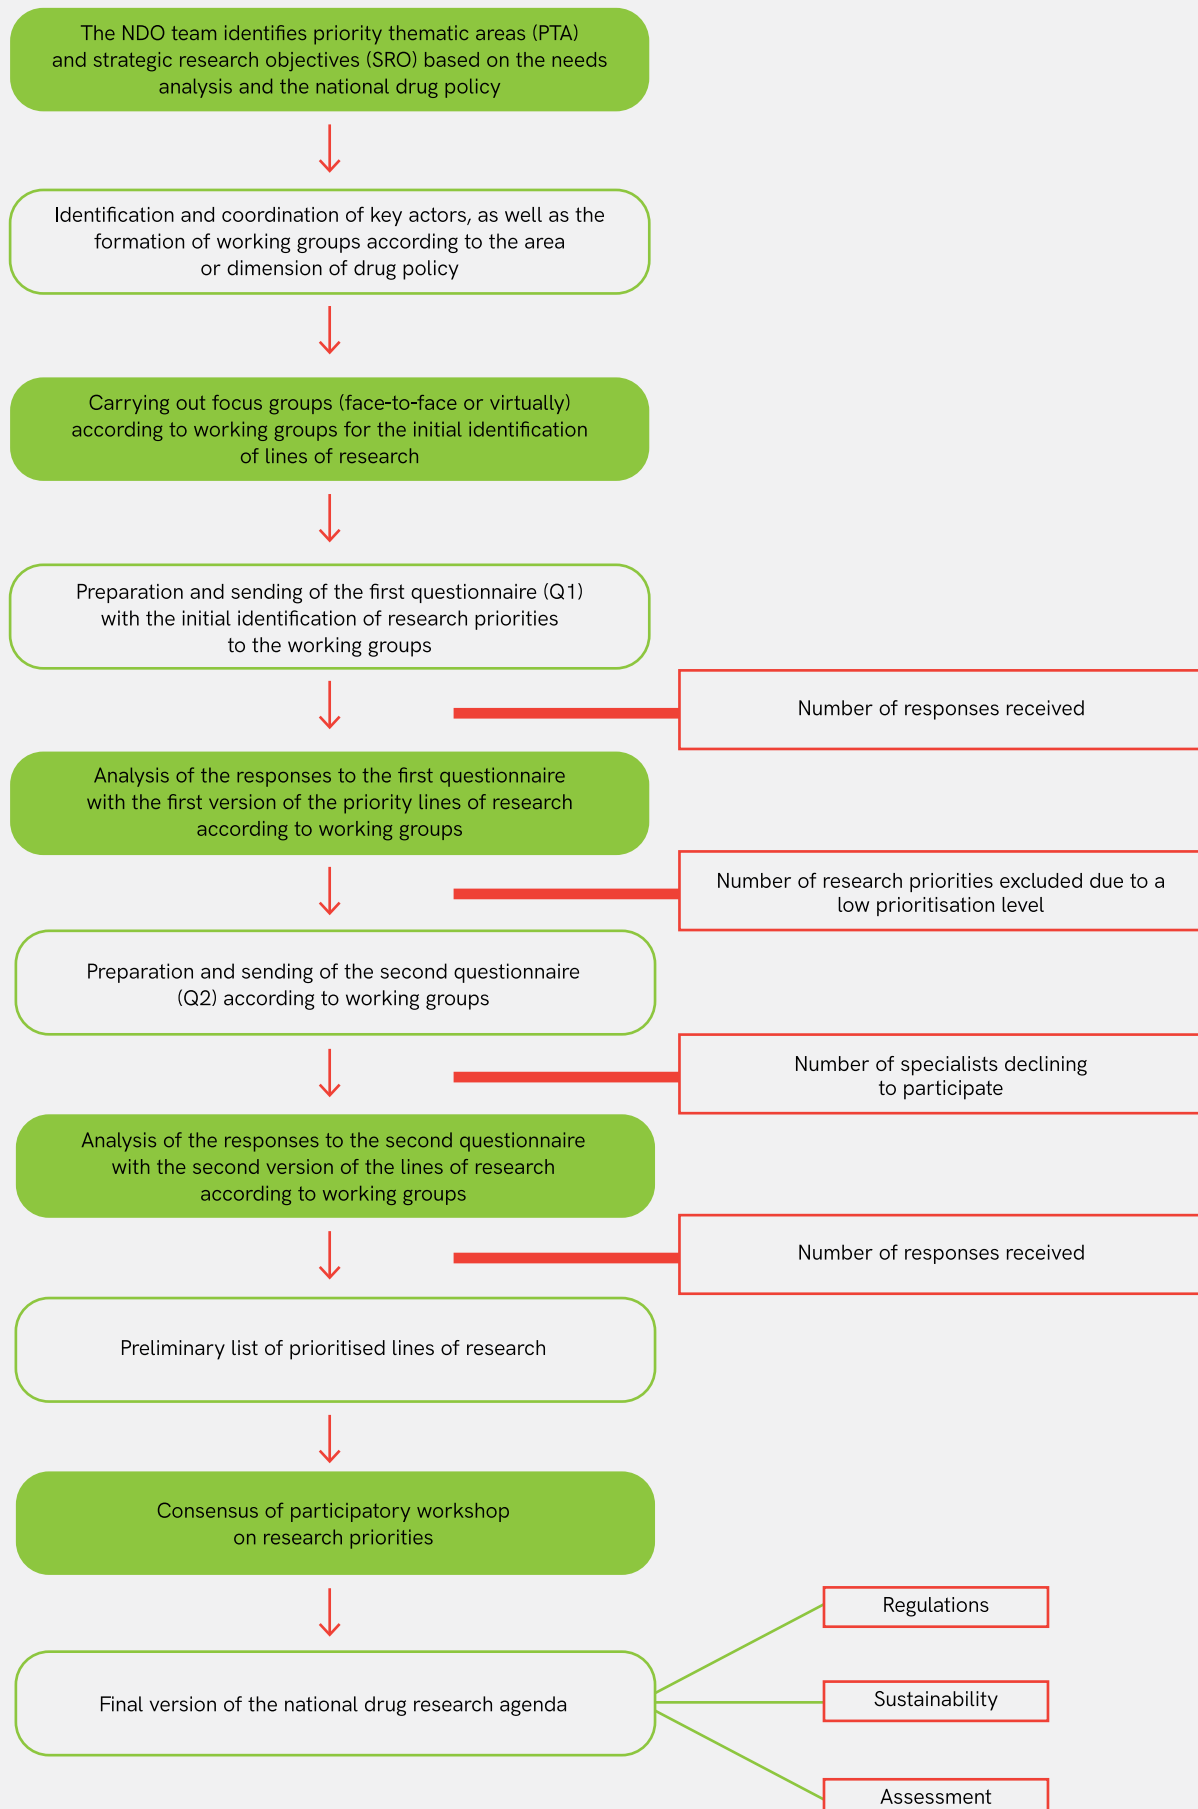 The NDO team identifies priority thematic areas (PTA)
and strategic research objectives (SRO) based on the needs
analysis and the national drug policy
Identification and coordination of key actors, as well as the
formation of working groups according to the area
or dimension of drug policy
Carrying out focus groups (face-to-face or virtually)
according to working groups for the initial identification
of lines of research
Preparation and sending of the first questionnaire (Q1)
with the initial identification of research priorities
to the working groups
Number of responses received
Analysis of the responses to the first questionnaire
with the first version of the priority lines of research
according to working groups
Number of research priorities excluded due to a
low prioritisation level
Preparation and sending of the second questionnaire
(Q2) according to working groups
Number of specialists declining
to participate
Analysis of the responses to the second questionnaire
with the second version of the lines of research
according to working groups
Number of responses received
Preliminary list of prioritised lines of research
Consensus of participatory workshop
on research priorities
Final version of the national drug research agenda
Regulations
Sustainability
Assessment